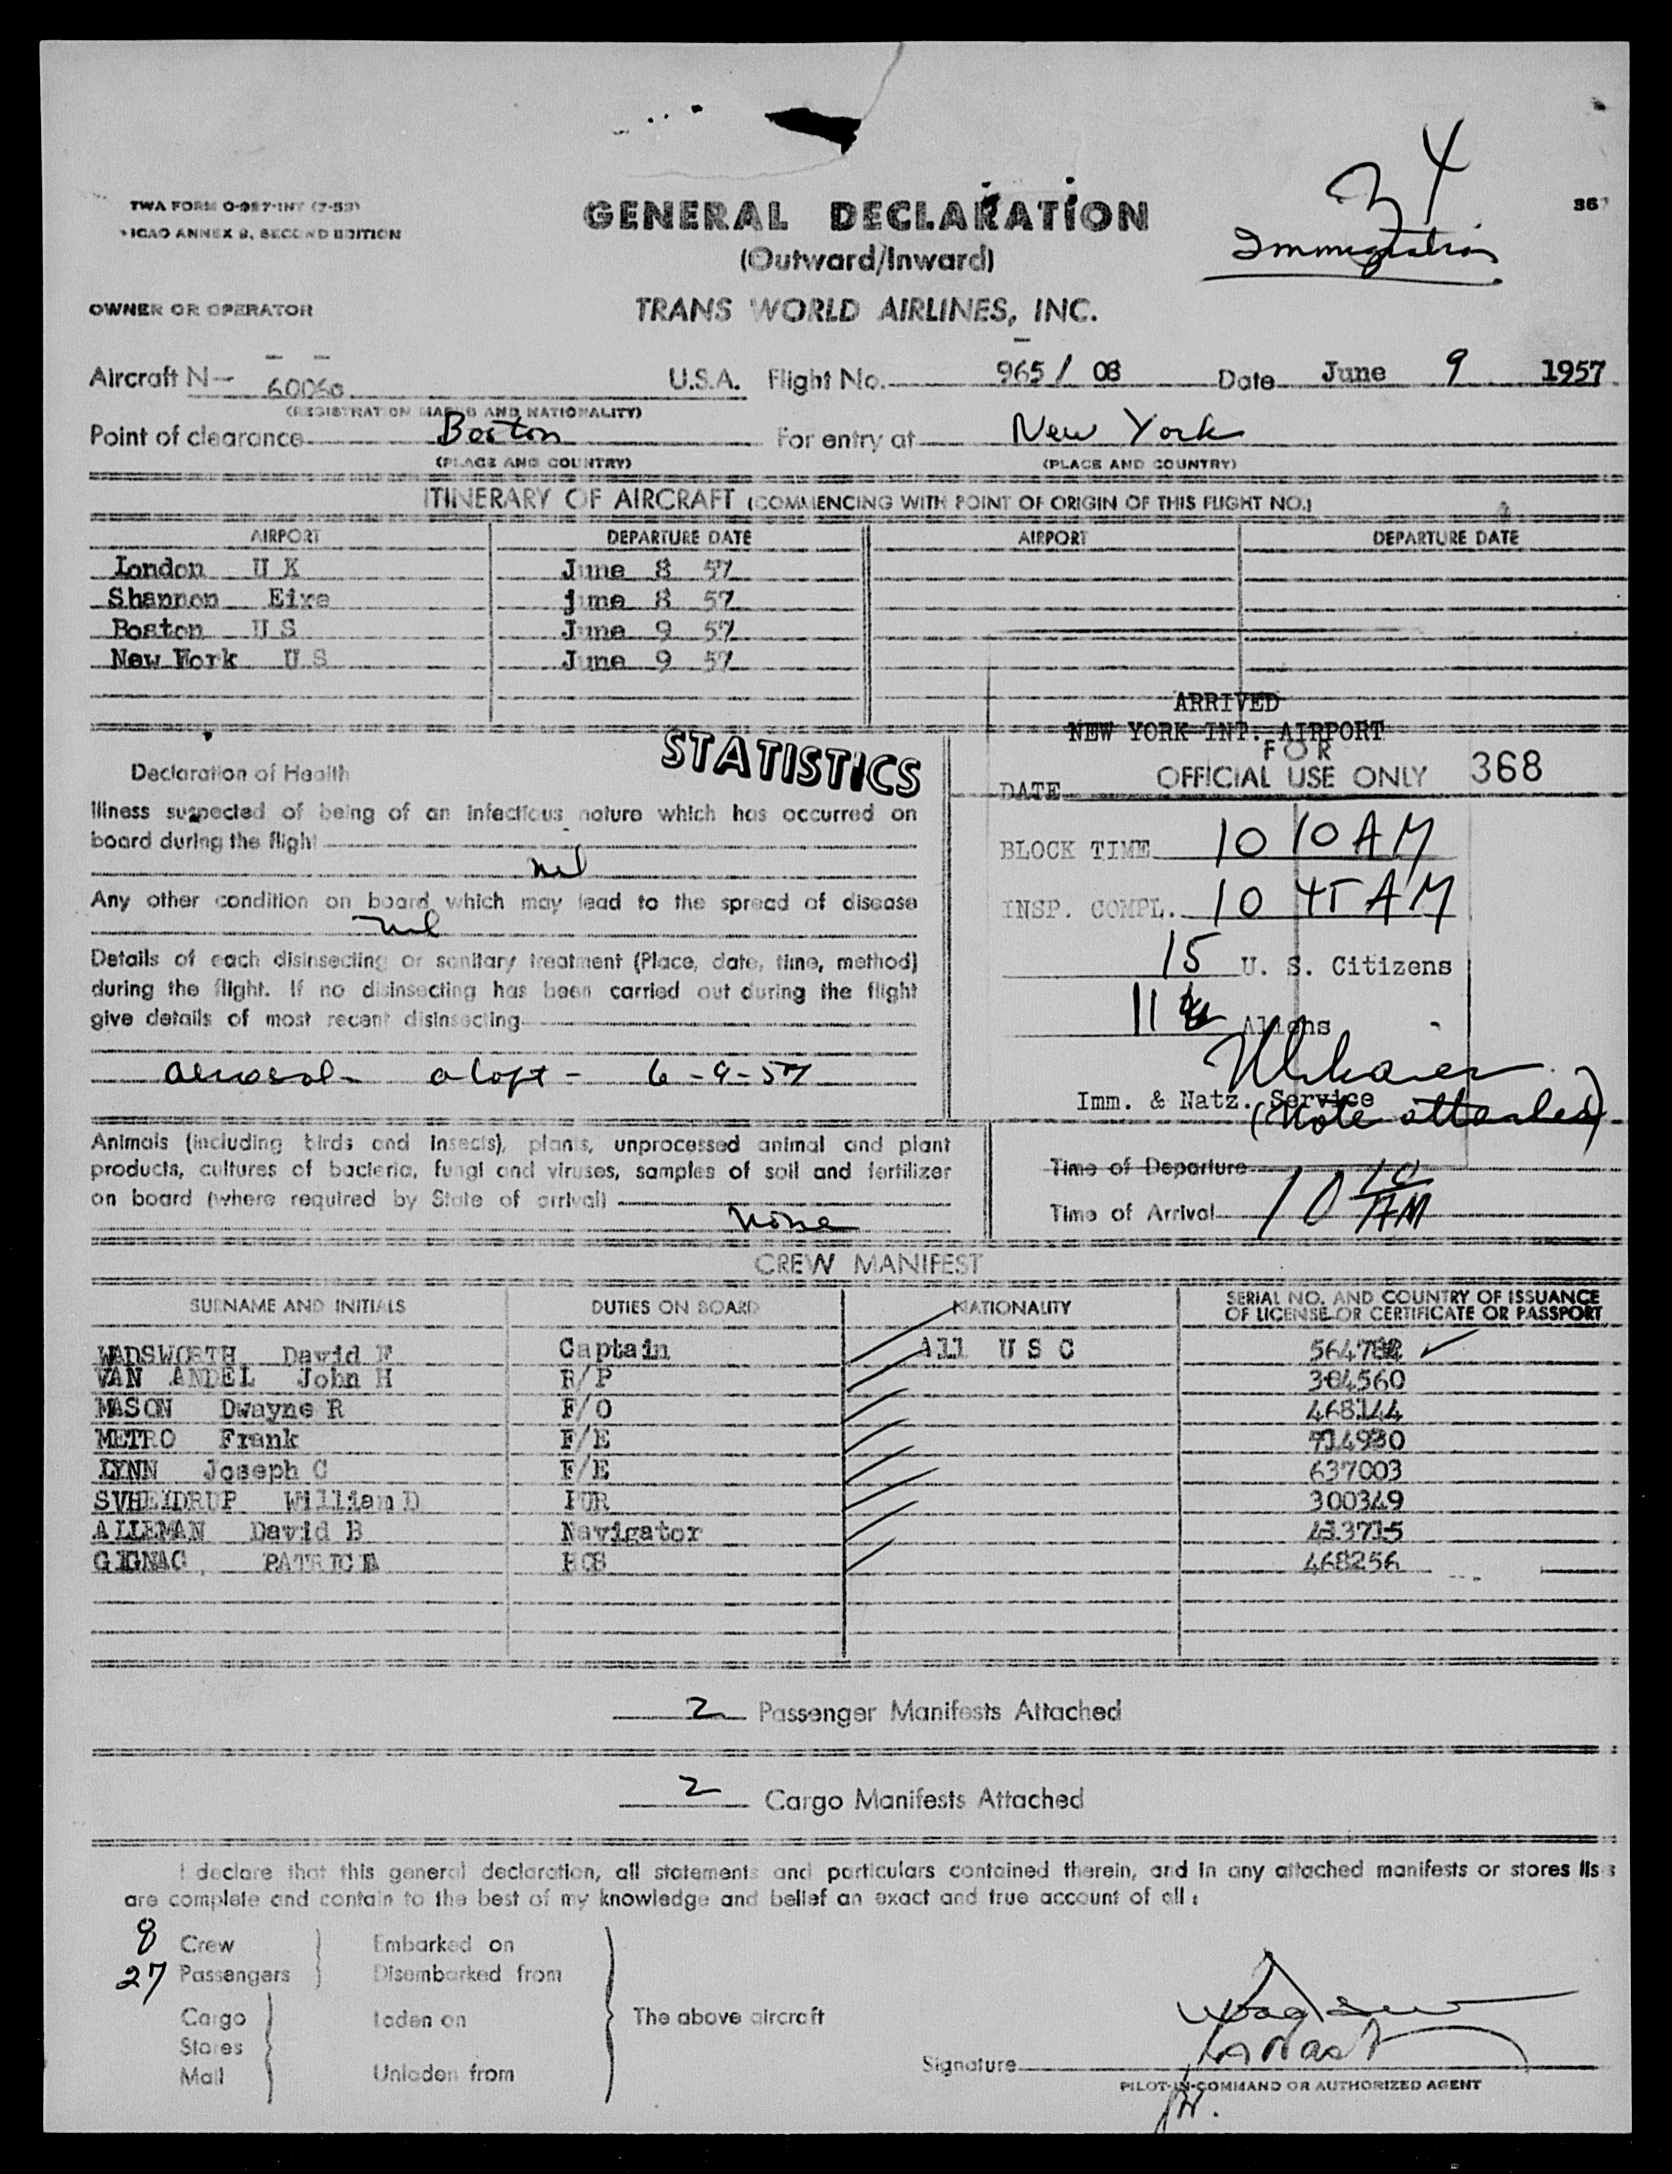 34
Immigration
367
TWA FORM O-957-INT (7-53)
ICAO ANNEX 9, SECOND EDITION
GENERAL DECLARATION
(Outward/Inward)
OWNER OR OPERATOR
TRANS WORLD AIRLINES, INC.
Aircraft N- U.S.A. Flight No. 965/ 08 Date June 9 1957
(REGISTRATION MARKS AND NATIONALITY)
Point of clearance Boston For entry at New York
(PLACE AND COUNTRY) (PLACE AND COUNTRY)
ITINERARY OF AIRCRAFT (COMMENCING WITH POINT OF ORIGIN OF THIS FLIGHT NO.)
AIRPORT DEPARTURE DATE AIRPORT DEPARTURE DATE
London U K June 8 57
Shannon Eire june 8 57
Boston U S June 9 57
New York U S June 9 57
ARRIVED
NEW YORK INT. AIRPORT
STATISTICS
FOR
OFFICIAL USE ONLY 368
DATE
Declaration of Health
Illness suspected of being of an infectious nature which has occurred on
board during the flight
nil
Any other condition on board which may lead to the spread of disease
nil
Details of each disinsecting or sanitary treatment (Place, date, time, method)
during the flight. If no disinsecting has been carried out during the flight
give details of most recent disinsecting
aerosol - aloft - 6-9-57
BLOCK TIME 10 10 AM
INSP. COMPL. 10 45 AM
15 U. S. Citizens
11 Aliens
Imm. & Natz. Service
(Note attached)
Animals (including birds and insects), plants, unprocessed animal and plant
products, cultures of bacteria, fungi and viruses, samples of soil and fertilizer
on board (where required by State of arrival)
None
Time of Departure
Time of Arrival 10 10 AM
CREW MANIFEST
SURNAME AND INITIALS DUTIES ON BOARD NATIONALITY SERIAL NO. AND COUNTRY OF ISSUANCE
OF LICENSE OR CERTIFICATE OR PASSPORT
WADSWORTH David F Captain All U S C
VAN ANDEL John H R/P 304560
MASON Dwayne R F/O 468144
METRO Frank F/E
LYNN Joseph C F/E 637003
William D PUR 300349
ALLEMAN David B Navigator
GIGNAC 468256
2 Passenger Manifests Attached
2 Cargo Manifests Attached
I declare that this general declaration, all statements and particulars contained therein, and in any attached manifests or stores lists
are complete and contain to the best of my knowledge and belief an exact and true account of all :
8 Crew Embarked on
27 Passengers Disembarked from
Cargo Laden on The above aircraft
Stores
Mail Unladen from
Signature
PILOT-IN-COMMAND OR AUTHORIZED AGENT